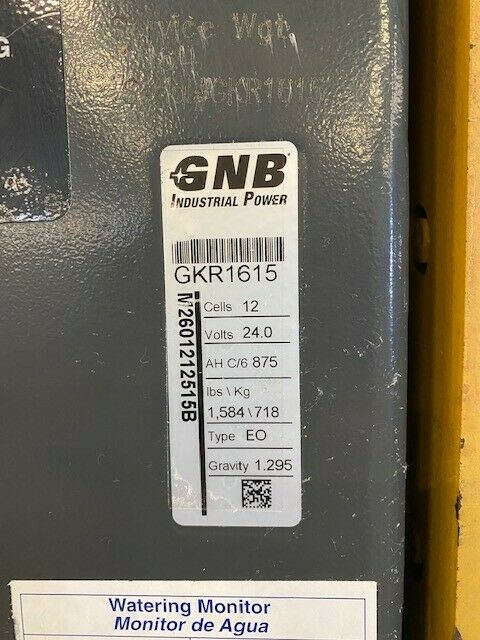 G
Service Wgt.
GKR1615
GNB
INDUSTRIAL POWER
GKR1615
M2601212515B
Cells 12
Volts 24.0
AH C/6 875
lbs \ Kg
1,584\718
Type EO
Gravity 1.295
Watering Monitor
Monitor de Agua